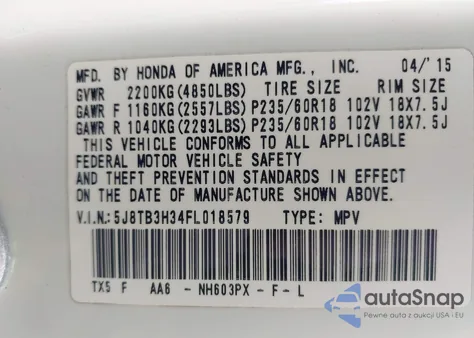 MFD. BY HONDA OF AMERICA MFG., INC. 04/'15
GVWR 2200KG(4850LBS) TIRE SIZE RIM SIZE
GAWR F 1160KG(2557LBS)P235/60R18 102V 18X7.5J
GAWR R 1040KG(2293LBS)P235/60R18 102V 18X7.5J
THIS VEHICLE CONFORMS TO ALL APPLICABLE
FEDERAL MOTOR VEHICLE SAFETY
AND THEFT PREVENTION STANDARDS IN EFFECT
ON THE DATE OF MANUFACTURE SHOWN ABOVE.
V.I.N:5J8TB3H34FL018579 TYPE: MPV
TX5 F AA6 - NH603PX - F - L
autoSnap
Pewne auta z aukcji USA i EU